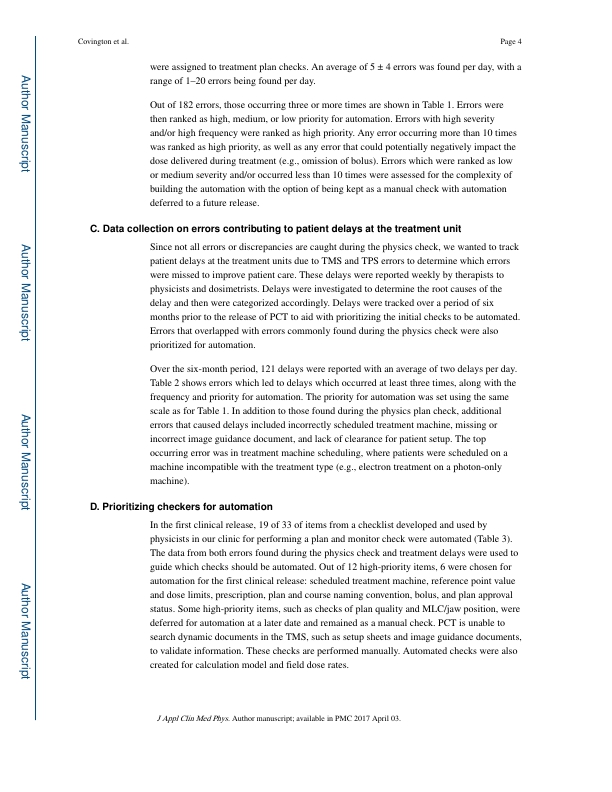 Covington et al.
Page 4
were assigned to treatment plan checks. An average of 5 ± 4 errors was found per day, with a
range of 1–20 errors being found per day.
Out of 182 errors, those occurring three or more times are shown in Table 1. Errors were
then ranked as high, medium, or low priority for automation. Errors with high severity
and/or high frequency were ranked as high priority. Any error occurring more than 10 times
was ranked as high priority, as well as any error that could potentially negatively impact the
dose delivered during treatment (e.g., omission of bolus). Errors which were ranked as low
or medium severity and/or occurred less than 10 times were assessed for the complexity of
building the automation with the option of being kept as a manual check with automation
deferred to a future release.
C. Data collection on errors contributing to patient delays at the treatment unit
Since not all errors or discrepancies are caught during the physics check, we wanted to track
patient delays at the treatment units due to TMS and TPS errors to determine which errors
were missed to improve patient care. These delays were reported weekly by therapists to
physicists and dosimetrists. Delays were investigated to determine the root causes of the
delay and then were categorized accordingly. Delays were tracked over a period of six
months prior to the release of PCT to aid with prioritizing the initial checks to be automated.
Errors that overlapped with errors commonly found during the physics check were also
prioritized for automation.
Over the six-month period, 121 delays were reported with an average of two delays per day.
Table 2 shows errors which led to delays which occurred at least three times, along with the
frequency and priority for automation. The priority for automation was set using the same
scale as for Table 1. In addition to those found during the physics plan check, additional
errors that caused delays included incorrectly scheduled treatment machine, missing or
incorrect image guidance document, and lack of clearance for patient setup. The top
occurring error was in treatment machine scheduling, where patients were scheduled on a
machine incompatible with the treatment type (e.g., electron treatment on a photon-only
machine).
D. Prioritizing checkers for automation
In the first clinical release, 19 of 33 of items from a checklist developed and used by
physicists in our clinic for performing a plan and monitor check were automated (Table 3).
The data from both errors found during the physics check and treatment delays were used to
guide which checks should be automated. Out of 12 high-priority items, 6 were chosen for
automation for the first clinical release: scheduled treatment machine, reference point value
and dose limits, prescription, plan and course naming convention, bolus, and plan approval
status. Some high-priority items, such as checks of plan quality and MLC/jaw position, were
deferred for automation at a later date and remained as a manual check. PCT is unable to
search dynamic documents in the TMS, such as setup sheets and image guidance documents,
to validate information. These checks are performed manually. Automated checks were also
created for calculation model and field dose rates.
J Appl Clin Med Phys. Author manuscript; available in PMC 2017 April 03.
Author Manuscript
Author Manuscript
Author Manuscript
Author Manuscript